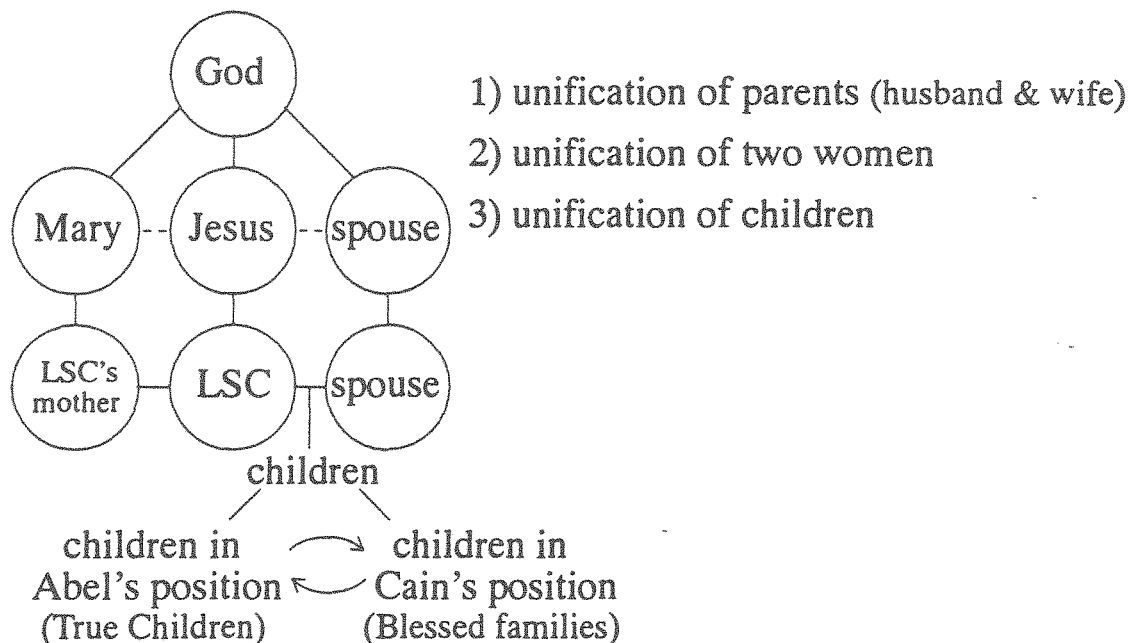 God
1) unification of parents (husband & wife)
2) unification of two women
3) unification of children
Mary
Jesus
spouse
LSC's
mother
LSC
spouse
children
children in
Abel's position
(True Children)
children in
Cain's position
(Blessed families)